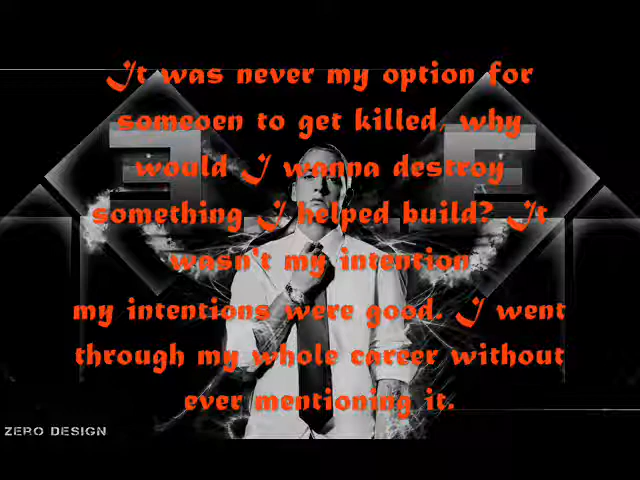 It was never my option for
someoen to get killed, why
would I wanna destroy
something I helped build? It
wasn't my intention
my intentions were good. I went
through my whole career without
ever mentioning it.
ZERO DESIGN